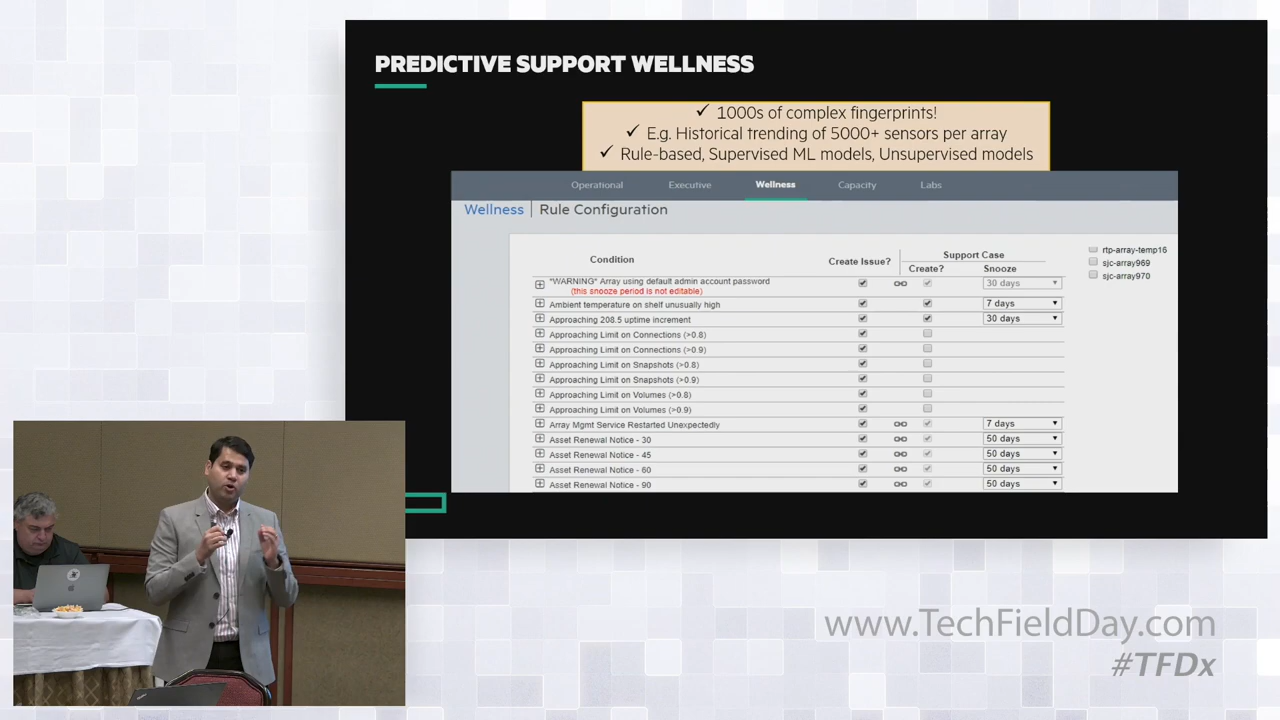 PREDICTIVE SUPPORT WELLNESS
✓ 1000s of complex fingerprints!
✓ E.g. Historical trending of 5000+ sensors per array
✓ Rule-based, Supervised ML models, Unsupervised models
Operational Executive Wellness Capacity Labs
Wellness | Rule Configuration
Condition Create Issue? Support Case
Create? Snooze
rtp-array-temp16
sjc-array969
sjc-array970
"WARNING" Array using default admin account password 30 days
(this snooze period is not editable)
Ambient temperature on shelf unusually high 7 days
Approaching 208.5 uptime increment 30 days
Approaching Limit on Connections (>0.8)
Approaching Limit on Connections (>0.9)
Approaching Limit on Snapshots (>0.8)
Approaching Limit on Snapshots (>0.9)
Approaching Limit on Volumes (>0.8)
Approaching Limit on Volumes (>0.9)
Array Mgmt Service Restarted Unexpectedly 7 days
Asset Renewal Notice - 30 50 days
Asset Renewal Notice - 45 50 days
Asset Renewal Notice - 60 50 days
Asset Renewal Notice - 90 50 days
www.TechFieldDay.com
#TFDx